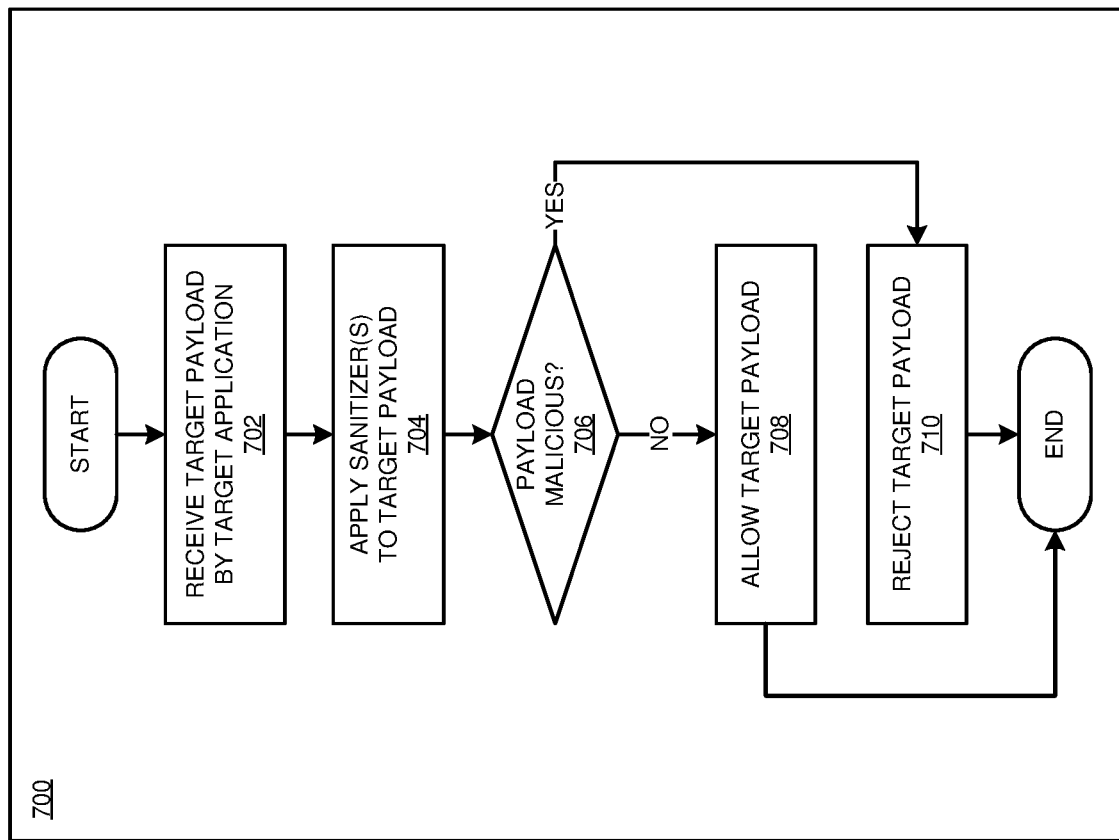 700
START
RECEIVE TARGET PAYLOAD
BY TARGET APPLICATION
702
APPLY SANITIZER(S)
TO TARGET PAYLOAD
704
PAYLOAD
MALICIOUS?
706
YES
NO
ALLOW TARGET PAYLOAD
708
REJECT TARGET PAYLOAD
710
END